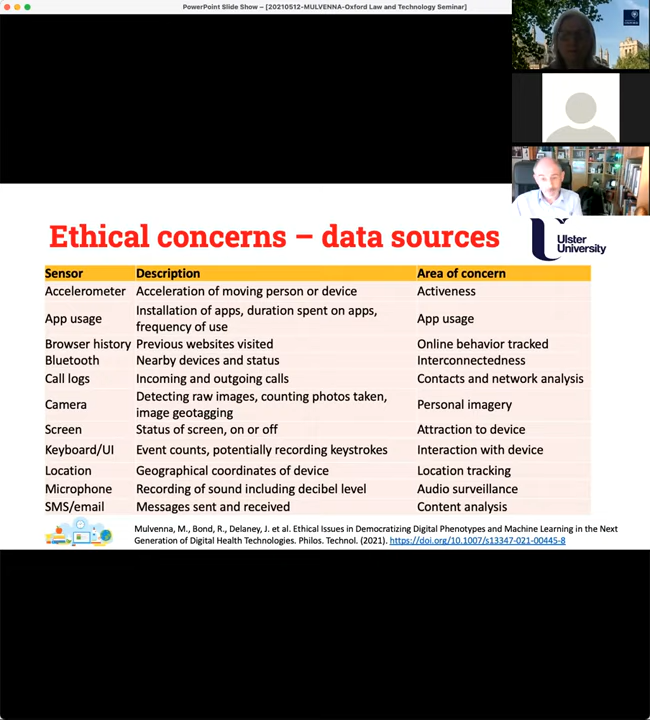 PowerPoint Slide Show – [20210512-MULVENNA-Oxford Law and Technology Seminar]
Ethical concerns – data sources
Ulster
University
Sensor Description Area of concern
Accelerometer Acceleration of moving person or device Activeness
App usage Installation of apps, duration spent on apps, frequency of use App usage
Browser history Previous websites visited Online behavior tracked
Bluetooth Nearby devices and status Interconnectedness
Call logs Incoming and outgoing calls Contacts and network analysis
Camera Detecting raw images, counting photos taken, image geotagging Personal imagery
Screen Status of screen, on or off Attraction to device
Keyboard/UI Event counts, potentially recording keystrokes Interaction with device
Location Geographical coordinates of device Location tracking
Microphone Recording of sound including decibel level Audio surveillance
SMS/email Messages sent and received Content analysis
Mulvenna, M., Bond, R., Delaney, J. et al. Ethical Issues in Democratizing Digital Phenotypes and Machine Learning in the Next
Generation of Digital Health Technologies. Philos. Technol. (2021). https://doi.org/10.1007/s13347-021-00445-8